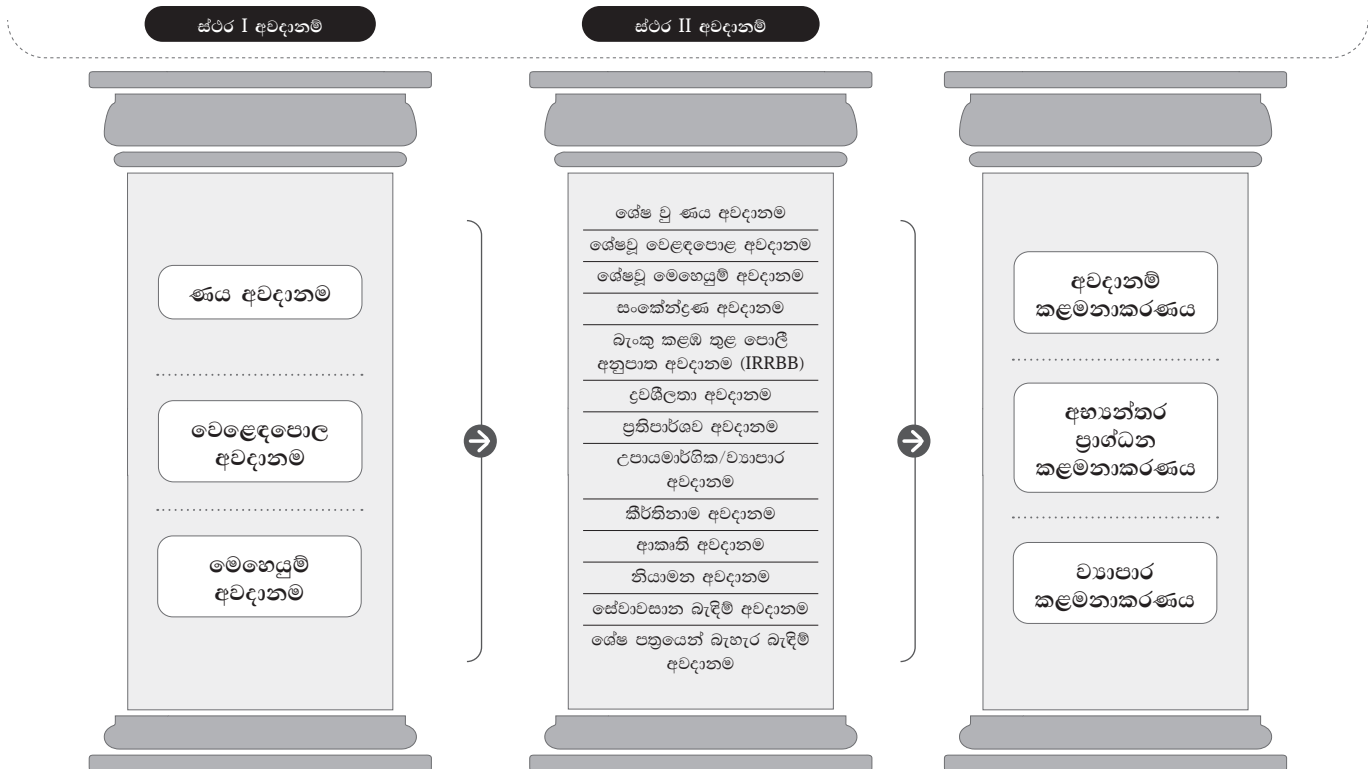 ස්ථර I අවදානම්
ස්ථර II අවදානම්
ණය අවදානම
වෙළෙඳපොල
අවදානම
මෙහෙයුම්
අවදානම
ශේෂ වු ණය අවදානම
ශේෂවූ වෙළඳපොළ අවදානම
ශේෂවූ මෙහෙයුම් අවදානම
සංකේන්ද්‍රණ අවදානම
බැංකු කළඹ තුළ පොලී
අනුපාත අවදානම (IRRBB)
ද්‍රවශීලතා අවදානම
ප්‍රතිපාර්ශව අවදානම
උපායමාර්ගික/ව්‍යාපාර
අවදානම
කීර්තිනාම අවදානම
ආකෘති අවදානම
නියාමන අවදානම
සේවාවසාන බැඳිම් අවදානම
ශේෂ පත්‍රයෙන් බැහැර බැඳිම්
අවදානම
අවදානම්
කළමනාකරණය
අභ්‍යන්තර
ප්‍රාග්ධන
කළමනාකරණය
ව්‍යාපාර
කළමනාකරණය